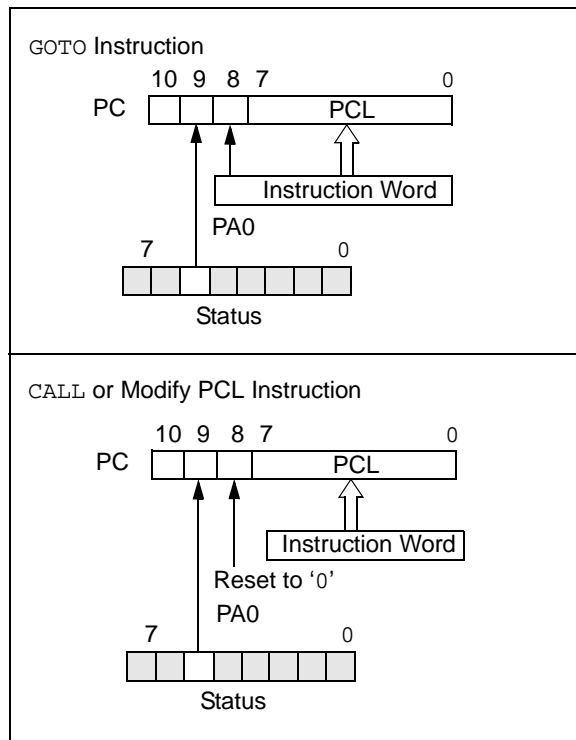 GOTO Instruction
10 9 8 7 0
PC PCL
Instruction Word
PA0
7 0
Status
CALL or Modify PCL Instruction
10 9 8 7 0
PC PCL
Instruction Word
Reset to ‘0’
PA0
7 0
Status